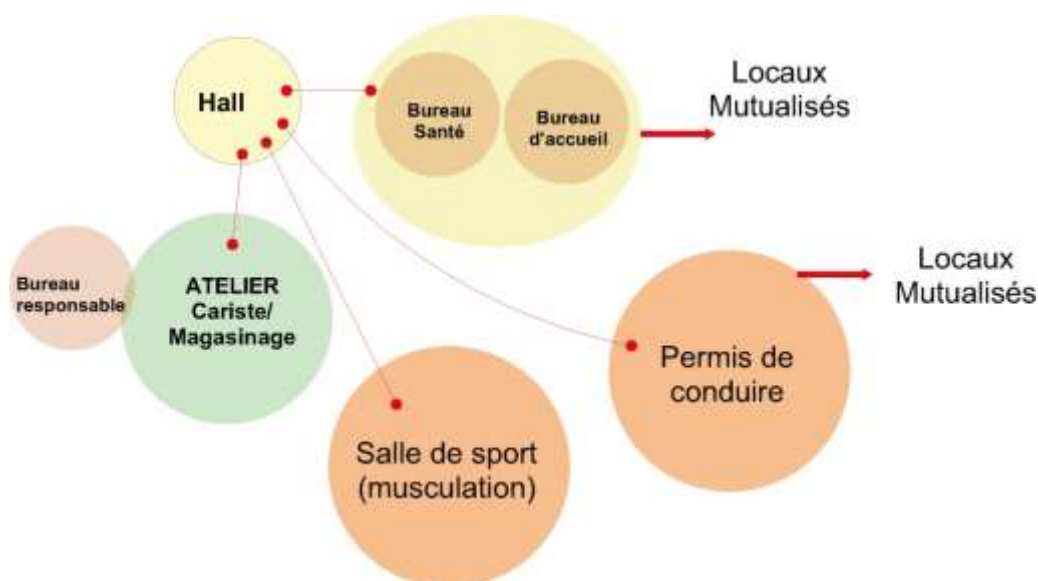 Hall
Bureau
Santé
Bureau
d'accueil
Locaux
Mutualisés
Bureau
responsable
ATELIER
Cariste/
Magasinage
Locaux
Mutualisés
Permis de
conduire
Salle de sport
(musculation)